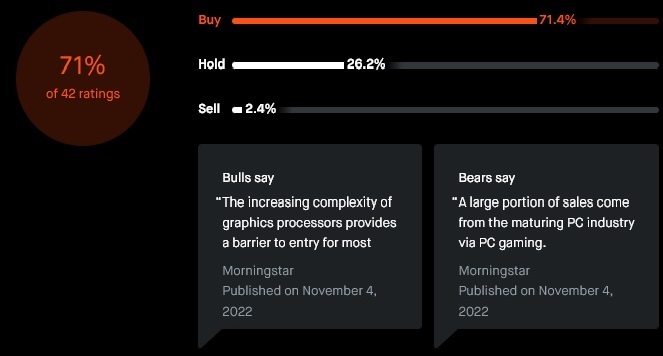 71%
of 42 ratings
Buy 71.4%
Hold 26.2%
Sell 2.4%
Bulls say
“The increasing complexity of
graphics processors provides
a barrier to entry for most
Morningstar
Published on November 4,
2022
Bears say
“A large portion of sales come
from the maturing PC industry
via PC gaming.
Morningstar
Published on November 4,
2022